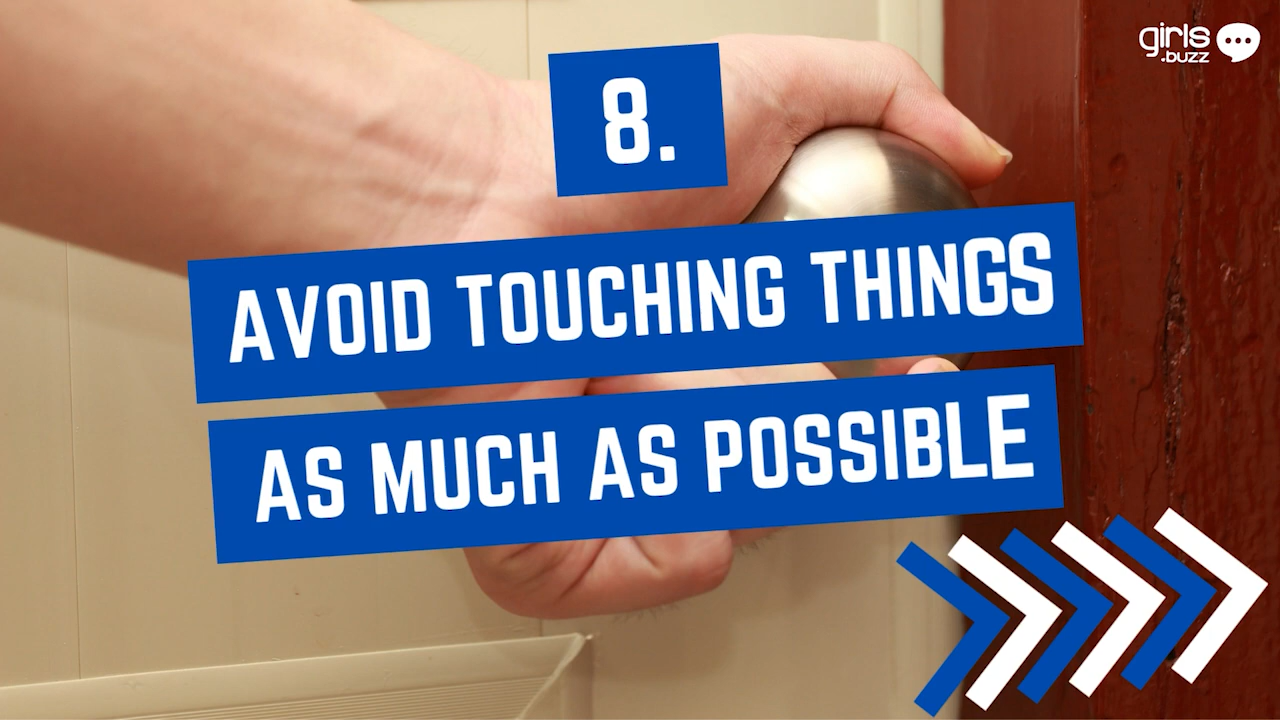 girls
.buzz
8.
AVOID TOUCHING THINGS
AS MUCH AS POSSIBLE